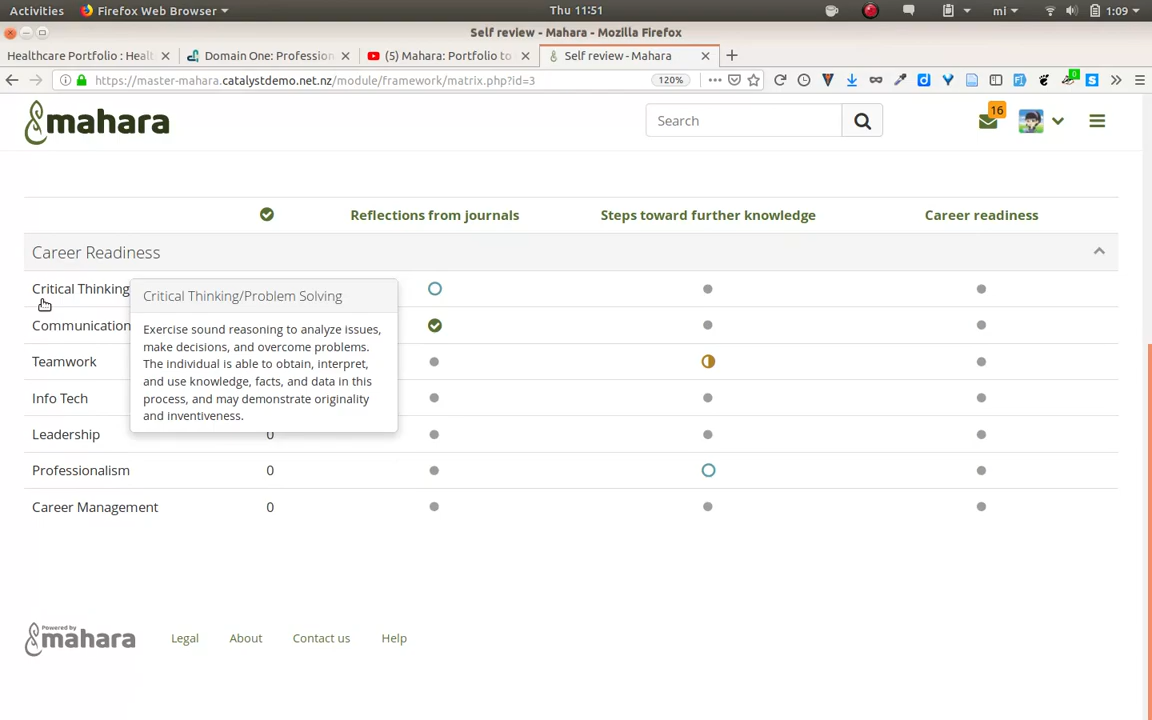 Activities Firefox Web Browser Thu 11:51 mi 1:09
Self review - Mahara - Mozilla Firefox
Healthcare Portfolio : Healt Domain One: Profession (5) Mahara: Portfolio to Self review - Mahara
https://master-mahara.catalystdemo.net.nz/module/framework/matrix.php?id=3 120%
mahara Search 16
Reflections from journals Steps toward further knowledge Career readiness
Career Readiness
Critical Thinking
Critical Thinking/Problem Solving
Exercise sound reasoning to analyze issues,
make decisions, and overcome problems.
The individual is able to obtain, interpret,
and use knowledge, facts, and data in this
process, and may demonstrate originality
and inventiveness.
Communication
Teamwork
Info Tech
Leadership 0
Professionalism 0
Career Management 0
Powered by
mahara Legal About Contact us Help